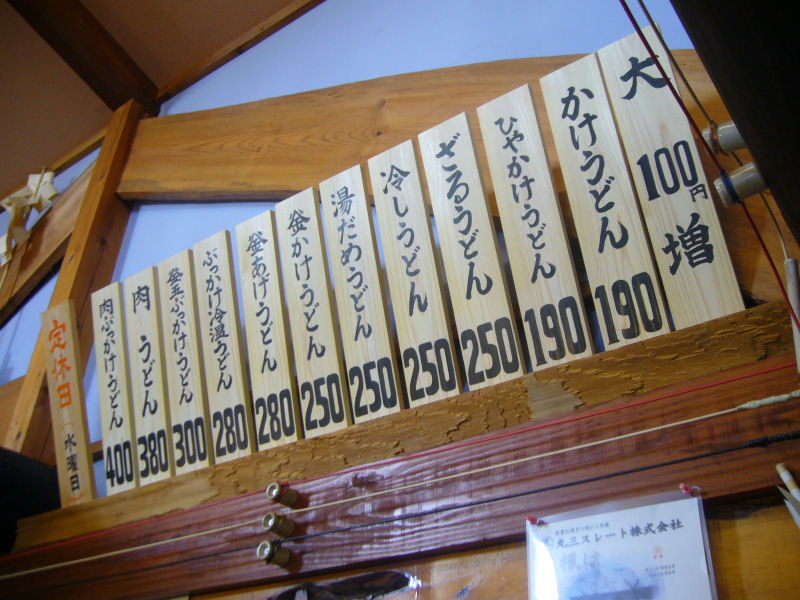 大 100円増
かけうどん 190
ひやかけうどん 190
ざるうどん 250
冷しうどん 250
湯だめうどん 250
釜かけうどん 250
釜あげうどん 280
ぶっかけ冷温うどん 280
釜玉ぶっかけうどん 300
肉うどん 380
肉ぶっかけうどん 400
定休日(水曜日)
丸三スレート株式会社